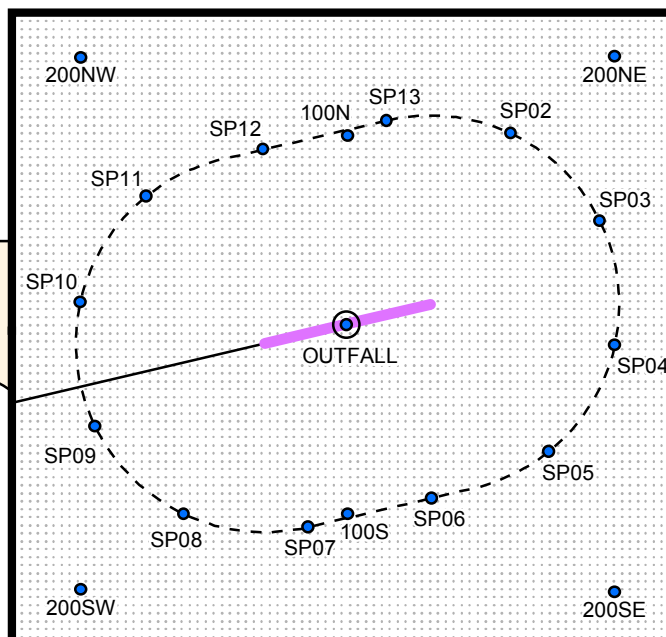 200NW
200NE
100N
SP13
SP02
SP12
SP11
SP03
SP10
OUTFALL
SP04
SP09
SP05
SP08
SP07
100S
SP06
200SW
200SE